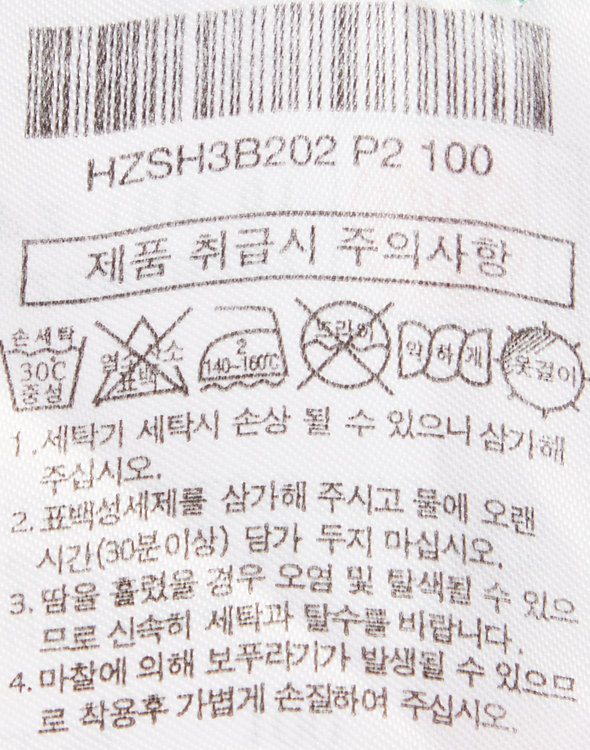 HZSH3B202 P2 100
제품 취급시 주의사항
손세탁 30℃ 중성
염소산소 표백
2 140~160℃
드라이
약하게
옷걸이
1. 세탁기 세탁시 손상 될 수 있으니 삼가해
주십시오.
2. 표백성세제를 삼가해 주시고 물에 오랜
시간(30분이상) 담가 두지 마십시오.
3. 땀을 흘렸을 경우 오염 및 탈색될 수 있으
므로 신속히 세탁과 탈수를 바랍니다.
4. 마찰에 의해 보푸라기가 발생될 수 있으므
로 착용후 가볍게 손질하여 주십시오.